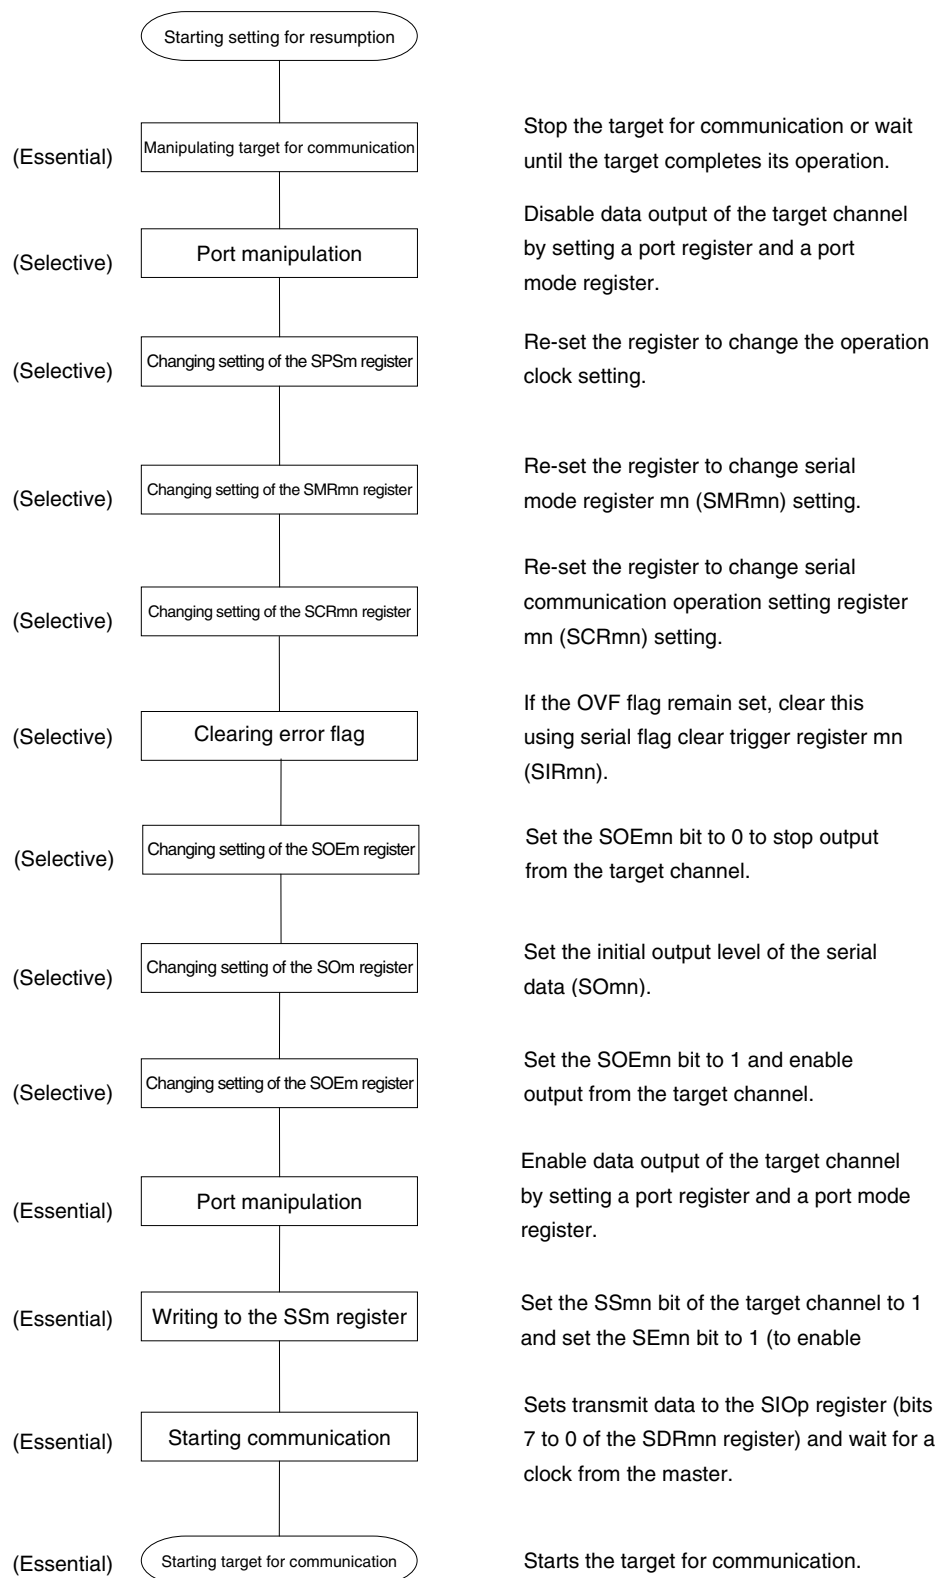 Starting setting for resumption
(Essential)
Manipulating target for communication
Stop the target for communication or wait
until the target completes its operation.
(Selective)
Port manipulation
Disable data output of the target channel
by setting a port register and a port
mode register.
(Selective)
Changing setting of the SPSm register
Re-set the register to change the operation
clock setting.
(Selective)
Changing setting of the SMRmn register
Re-set the register to change serial
mode register mn (SMRmn) setting.
(Selective)
Changing setting of the SCRmn register
Re-set the register to change serial
communication operation setting register
mn (SCRmn) setting.
(Selective)
Clearing error flag
If the OVF flag remain set, clear this
using serial flag clear trigger register mn
(SIRmn).
(Selective)
Changing setting of the SOEm register
Set the SOEmn bit to 0 to stop output
from the target channel.
(Selective)
Changing setting of the SOm register
Set the initial output level of the serial
data (SOmn).
(Selective)
Changing setting of the SOEm register
Set the SOEmn bit to 1 and enable
output from the target channel.
(Essential)
Port manipulation
Enable data output of the target channel
by setting a port register and a port mode
register.
(Essential)
Writing to the SSm register
Set the SSmn bit of the target channel to 1
and set the SEmn bit to 1 (to enable
(Essential)
Starting communication
Sets transmit data to the SIOp register (bits
7 to 0 of the SDRmn register) and wait for a
clock from the master.
(Essential)
Starting target for communication
Starts the target for communication.